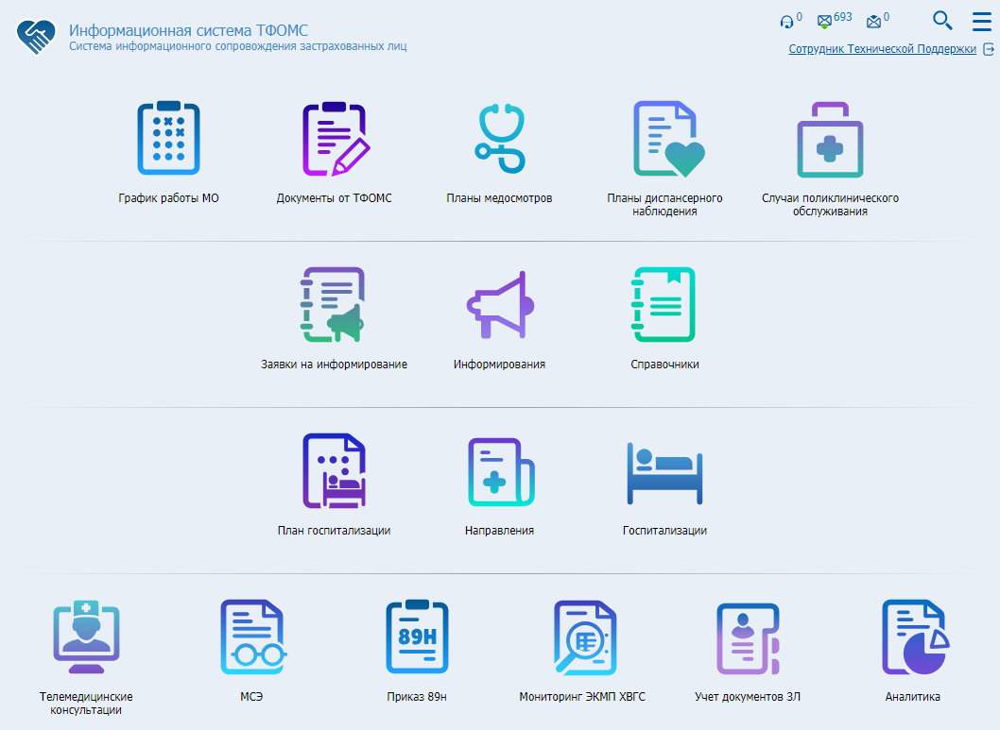 Информационная система ТФОМС
Система информационного сопровождения застрахованных лиц
0 693 0
Сотрудник Технической Поддержки
График работы МО
Документы от ТФОМС
Планы медосмотров
Планы диспансерного
наблюдения
Случаи поликлинического
обслуживания
Заявки на информирование
Информирования
Справочники
План госпитализации
Направления
Госпитализации
89Н
Телемедицинские
консультации
МСЭ
Приказ 89н
Мониторинг ЭКМП ХВГС
Учет документов ЗЛ
Аналитика